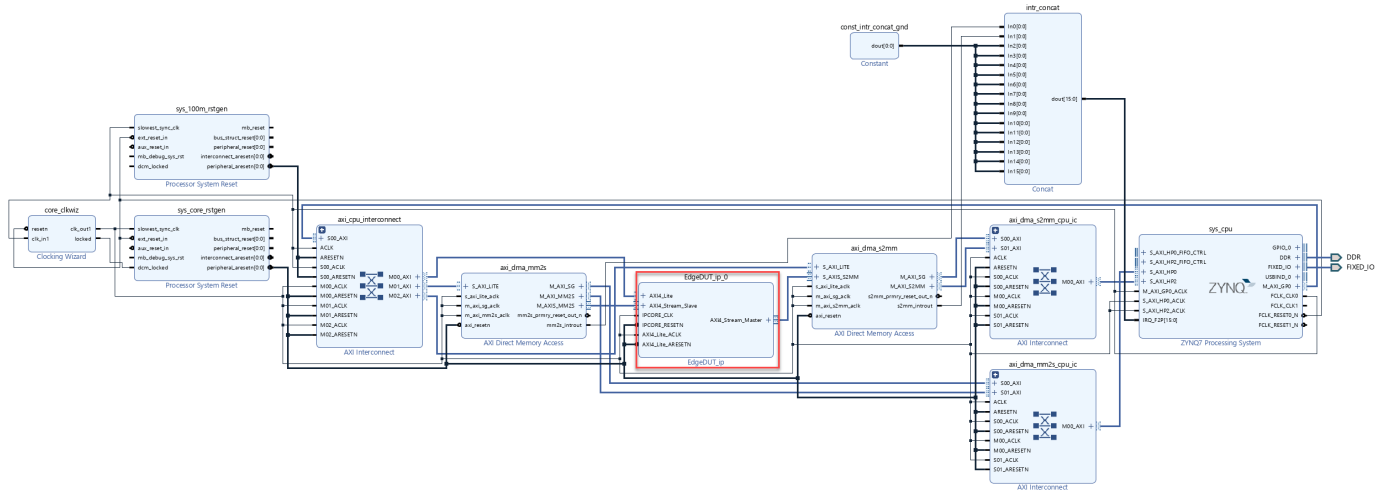 intr_concat
In0[0:0]
In1[0:0]
In2[0:0]
In3[0:0]
In4[0:0]
In5[0:0]
In6[0:0]
In7[0:0]
In8[0:0]
In9[0:0]
In10[0:0]
In11[0:0]
In12[0:0]
In13[0:0]
In14[0:0]
In15[0:0]
dout[15:0]
Concat
const_intr_concat_gnd
dout[0:0]
Constant
sys_100m_rstgen
slowest_sync_clk
ext_reset_in
aux_reset_in
mb_debug_sys_rst
dcm_locked
mb_reset
bus_struct_reset[0:0]
peripheral_reset[0:0]
interconnect_aresetn[0:0]
peripheral_aresetn[0:0]
Processor System Reset
core_clkwiz
resetn
clk_in1
clk_out1
locked
Clocking Wizard
sys_core_rstgen
slowest_sync_clk
ext_reset_in
aux_reset_in
mb_debug_sys_rst
dcm_locked
mb_reset
bus_struct_reset[0:0]
peripheral_reset[0:0]
interconnect_aresetn[0:0]
peripheral_aresetn[0:0]
Processor System Reset
axi_cpu_interconnect
S00_AXI
ACLK
ARESETN
S00_ACLK
S00_ARESETN
M00_ACLK
M00_ARESETN
M01_ACLK
M01_ARESETN
M02_ACLK
M02_ARESETN
M00_AXI
M01_AXI
M02_AXI
AXI Interconnect
axi_dma_mm2s
S_AXI_LITE
s_axi_lite_aclk
m_axi_sg_aclk
m_axi_mm2s_aclk
axi_resetn
M_AXI_SG
M_AXI_MM2S
M_AXIS_MM2S
mm2s_prmry_reset_out_n
mm2s_introut
AXI Direct Memory Access
EdgeDUT_ip_0
AXI4_Lite
AXI4_Stream_Slave
IPCORE_CLK
IPCORE_RESETN
AXI4_Lite_ACLK
AXI4_Lite_ARESETN
AXI4_Stream_Master
EdgeDUT_ip
axi_dma_s2mm
S_AXI_LITE
S_AXIS_S2MM
s_axi_lite_aclk
m_axi_sg_aclk
m_axi_s2mm_aclk
axi_resetn
M_AXI_SG
M_AXI_S2MM
s2mm_prmry_reset_out_n
s2mm_introut
AXI Direct Memory Access
axi_dma_s2mm_cpu_ic
S00_AXI
S01_AXI
ACLK
ARESETN
S00_ACLK
S00_ARESETN
M00_ACLK
M00_ARESETN
S01_ACLK
S01_ARESETN
M00_AXI
AXI Interconnect
axi_dma_mm2s_cpu_ic
S00_AXI
S01_AXI
ACLK
ARESETN
S00_ACLK
S00_ARESETN
M00_ACLK
M00_ARESETN
S01_ACLK
S01_ARESETN
M00_AXI
AXI Interconnect
sys_cpu
S_AXI_HP0_FIFO_CTRL
S_AXI_HP2_FIFO_CTRL
S_AXI_HP0
S_AXI_HP2
M_AXI_GP0_ACLK
S_AXI_HP0_ACLK
S_AXI_HP2_ACLK
IRQ_F2P[15:0]
ZYNQ
GPIO_0
DDR
FIXED_IO
USBIND_0
M_AXI_GP0
FCLK_CLK0
FCLK_CLK1
FCLK_RESET0_N
FCLK_RESET1_N
ZYNQ7 Processing System
DDR
FIXED_IO